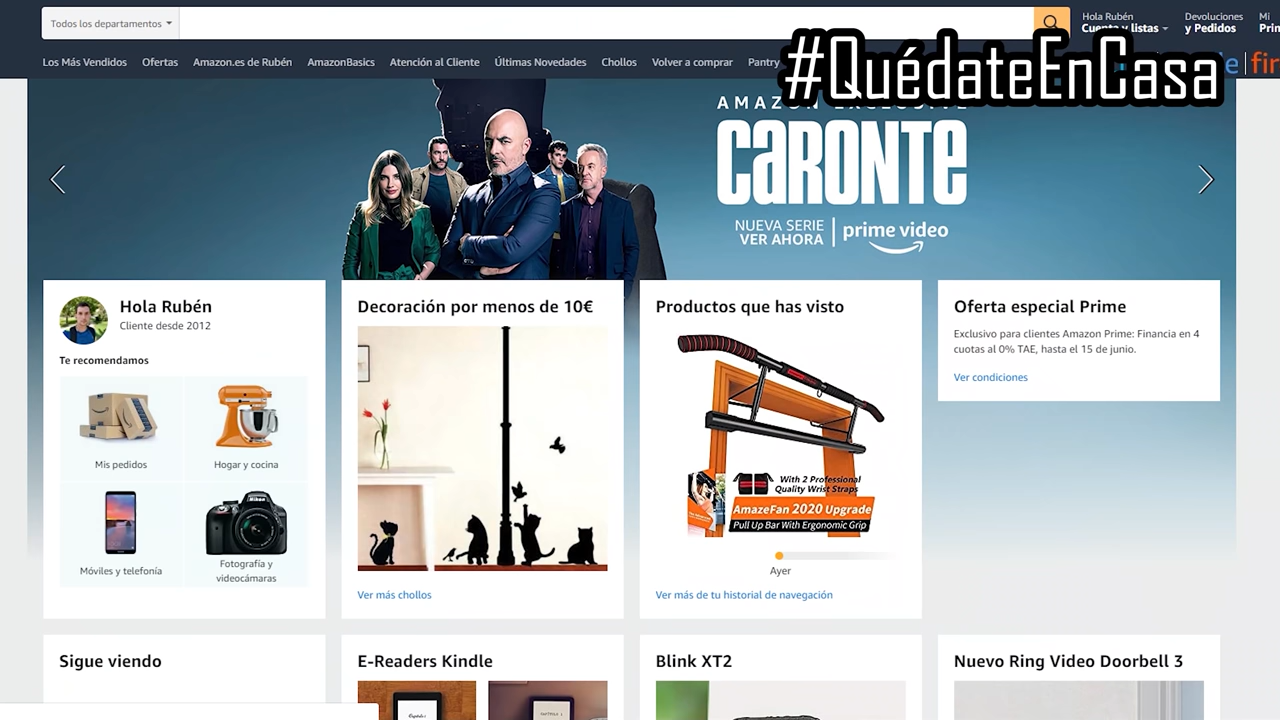 Todos los departamentos
Hola Rubén
Cuenta y listas
Devoluciones
y Pedidos
Mi
Prin
Los Más Vendidos
Ofertas
Amazon.es de Rubén
AmazonBasics
Atención al Cliente
Últimas Novedades
Chollos
Volver a comprar
Pantry
#QuédateEnCasa
e | fir
AMAZON EXCLUSIVE
CARONTE
NUEVA SERIE
VER AHORA
prime video
Hola Rubén
Cliente desde 2012
Te recomendamos
Mis pedidos
Hogar y cocina
Móviles y telefonía
Fotografía y
videocámaras
Decoración por menos de 10€
Ver más chollos
Productos que has visto
With 2 Professional
Quality Wrist Straps
AmazeFan 2020 Upgrade
Pull Up Bar With Ergonomic Grip
Ayer
Ver más de tu historial de navegación
Oferta especial Prime
Exclusivo para clientes Amazon Prime: Financia en 4
cuotas al 0% TAE, hasta el 15 de junio.
Ver condiciones
Sigue viendo
E-Readers Kindle
Blink XT2
Nuevo Ring Video Doorbell 3
Nikon